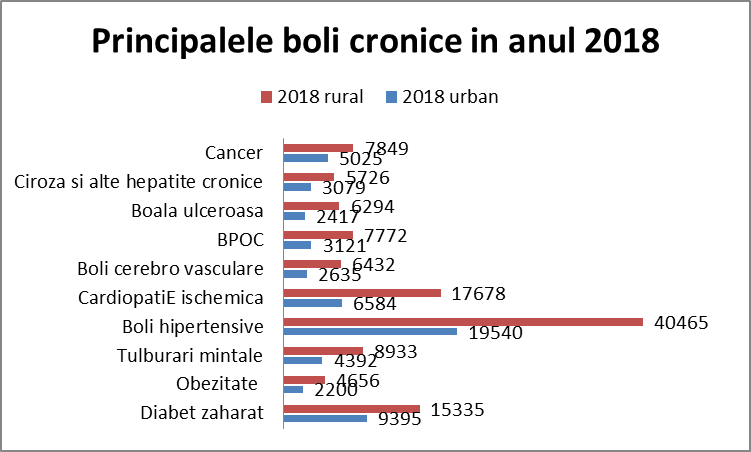 Principalele boli cronice in anul 2018
2018 rural 2018 urban
Cancer 7849
5025
Ciroza si alte hepatite cronice 5726
3079
Boala ulceroasa 6294
2417
BPOC 7772
3121
Boli cerebro vasculare 6432
2635
CardiopatiE ischemica 17678
6584
Boli hipertensive 40465
19540
Tulburari mintale 8933
4392
Obezitate 4656
2200
Diabet zaharat 15335
9395